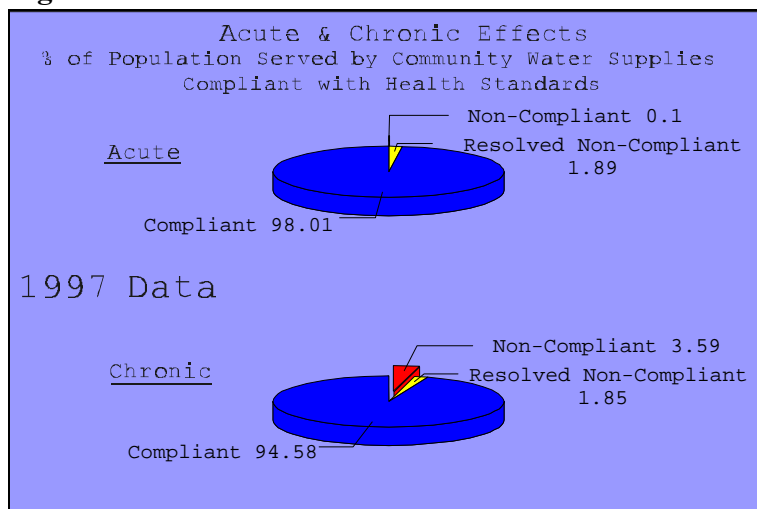 Acute & Chronic Effects
% of Population Served by Community Water Supplies
Compliant with Health Standards
Non-Compliant 0.1
Acute
Resolved Non-Compliant
1.89
Compliant 98.01
1997 Data
Non-Compliant 3.59
Chronic
Resolved Non-Compliant
1.85
Compliant 94.58